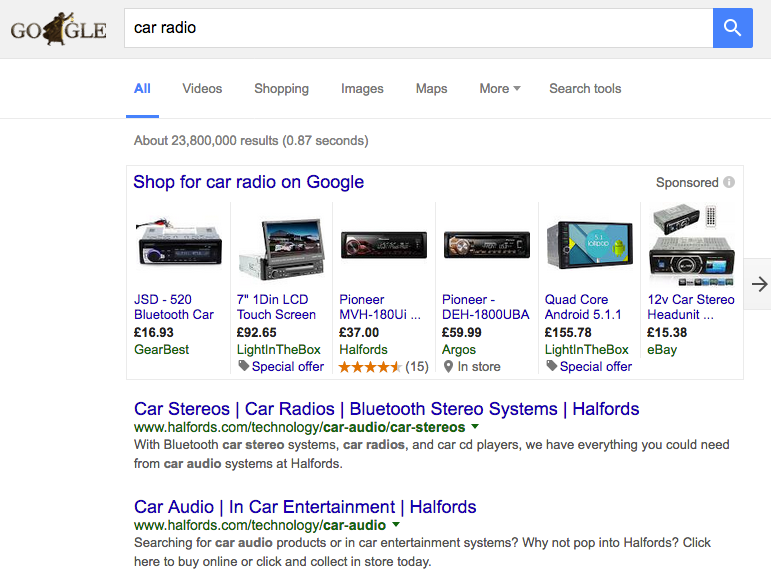 GOOGLE
car radio
All Videos Shopping Images Maps More Search tools
About 23,800,000 results (0.87 seconds)
Shop for car radio on Google Sponsored
JSD - 520
Bluetooth Car
£16.93
GearBest
7" 1Din LCD
Touch Screen
£92.65
LightInTheBox
Special offer
Pioneer
MVH-180Ui ...
£37.00
Halfords
(15)
Pioneer -
DEH-1800UBA
£59.99
Argos
In store
5.1
lollipop
Quad Core
Android 5.1.1
£155.78
LightInTheBox
Special offer
12v Car Stereo
Headunit ...
£15.38
eBay
Car Stereos | Car Radios | Bluetooth Stereo Systems | Halfords
www.halfords.com/technology/car-audio/car-stereos
With Bluetooth car stereo systems, car radios, and car cd players, we have everything you could need
from car audio systems at Halfords.
Car Audio | In Car Entertainment | Halfords
www.halfords.com/technology/car-audio
Searching for car audio products or in car entertainment systems? Why not pop into Halfords? Click
here to buy online or click and collect in store today.